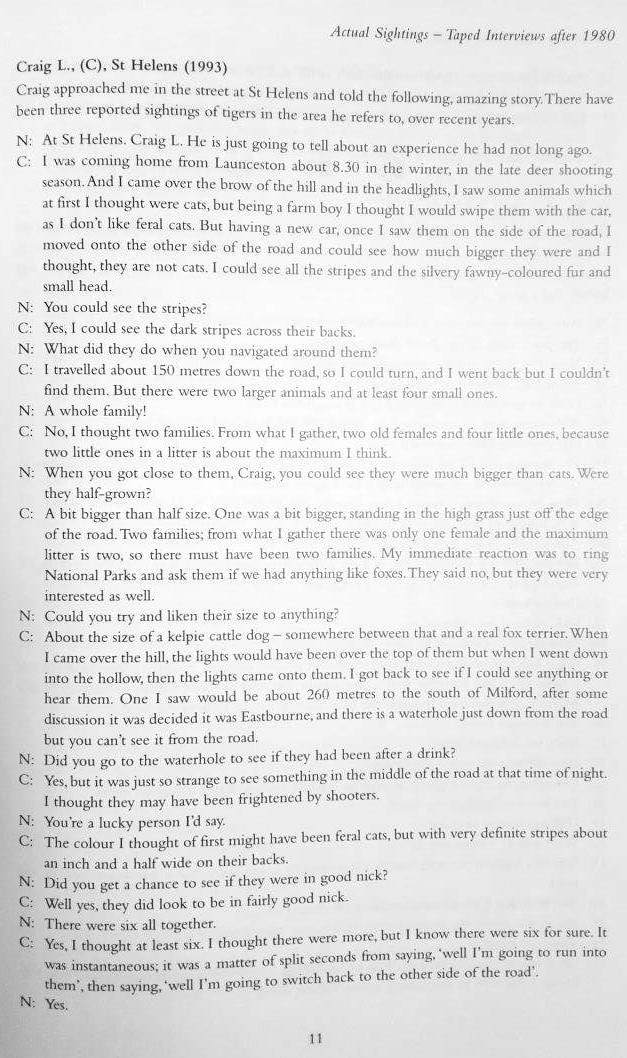 Actual Sightings – Taped Interviews after 1980
Craig L., (C), St Helens (1993)
Craig approached me in the street at St Helens and told the following, amazing story. There have
been three reported sightings of tigers in the area he refers to, over recent years.
N: At St Helens. Craig L. He is just going to tell about an experience he had not long ago.
C: I was coming home from Launceston about 8.30 in the winter, in the late deer shooting
season. And I came over the brow of the hill and in the headlights, I saw some animals which
at first I thought were cats, but being a farm boy I thought I would swipe them with the car,
as I don't like feral cats. But having a new car, once I saw them on the side of the road, I
moved onto the other side of the road and could see how much bigger they were and I
thought, they are not cats. I could see all the stripes and the silvery fawny-coloured fur and
small head.
N: You could see the stripes?
C: Yes, I could see the dark stripes across their backs.
N: What did they do when you navigated around them?
C: I travelled about 150 metres down the road, so I could turn, and I went back but I couldn't
find them. But there were two larger animals and at least four small ones.
N: A whole family!
C: No, I thought two families. From what I gather, two old females and four little ones, because
two little ones in a litter is about the maximum I think.
N: When you got close to them, Craig, you could see they were much bigger than cats. Were
they half-grown?
C: A bit bigger than half size. One was a bit bigger, standing in the high grass just off the edge
of the road. Two families; from what I gather there was only one female and the maximum
litter is two, so there must have been two families. My immediate reaction was to ring
National Parks and ask them if we had anything like foxes. They said no, but they were very
interested as well.
N: Could you try and liken their size to anything?
C: About the size of a kelpie cattle dog – somewhere between that and a real fox terrier. When
I came over the hill, the lights would have been over the top of them but when I went down
into the hollow, then the lights came onto them. I got back to see if I could see anything or
hear them. One I saw would be about 260 metres to the south of Milford, after some
discussion it was decided it was Eastbourne, and there is a waterhole just down from the road
but you can't see it from the road.
N: Did you go to the waterhole to see if they had been after a drink?
C: Yes, but it was just so strange to see something in the middle of the road at that time of night.
I thought they may have been frightened by shooters.
N: You're a lucky person I'd say.
C: The colour I thought of first might have been feral cats, but with very definite stripes about
an inch and a half wide on their backs.
N: Did you get a chance to see if they were in good nick?
C: Well yes, they did look to be in fairly good nick.
N: There were six all together.
C: Yes, I thought at least six. I thought there were more, but I know there were six for sure. It
was instantaneous; it was a matter of split seconds from saying, 'well I'm going to run into
them', then saying, 'well I'm going to switch back to the other side of the road'.
N: Yes.
11